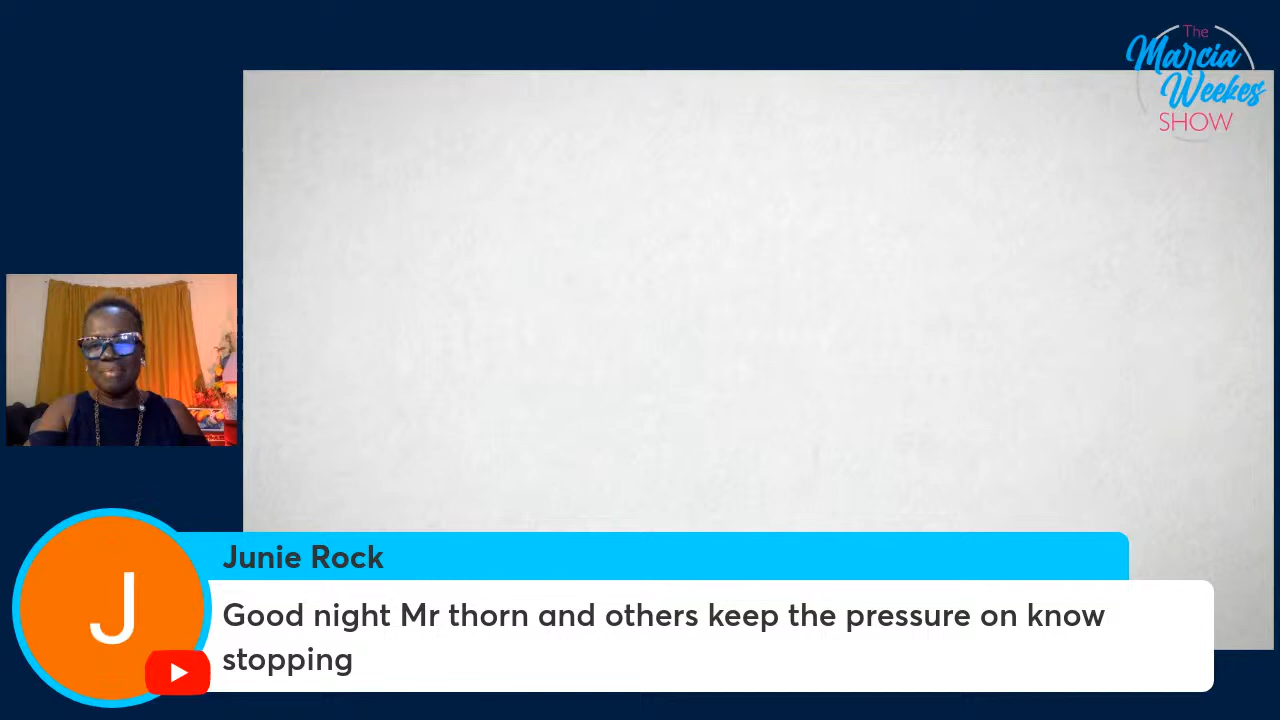 The
Marcia
Weekes
SHOW
Junie Rock
J
Good night Mr thorn and others keep the pressure on know
stopping